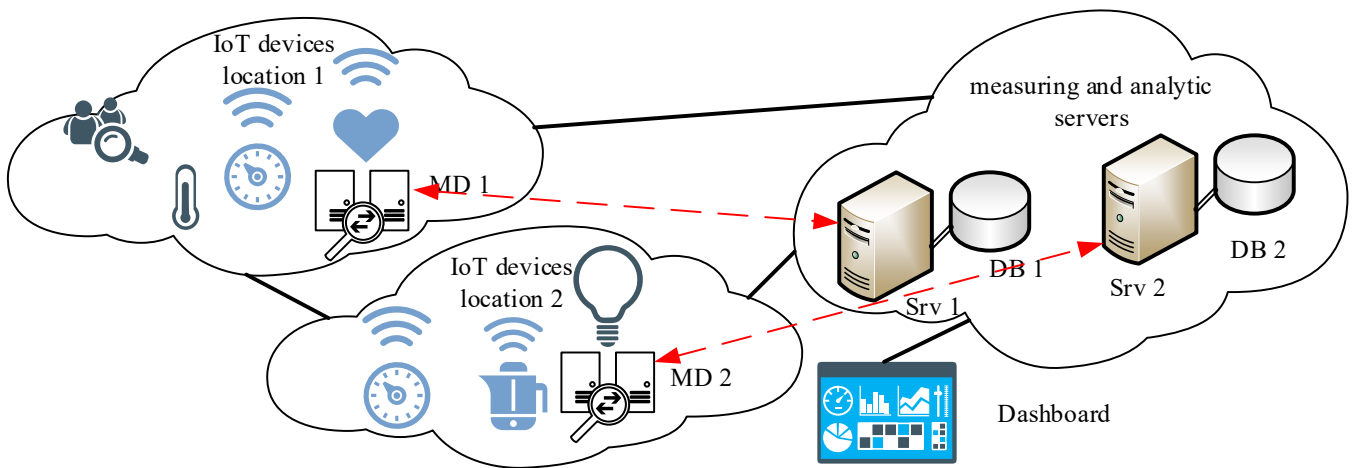 IoT devices
location 1
MD 1
measuring and analytic
servers
DB 1
Srv 1
DB 2
Srv 2
IoT devices
location 2
MD 2
Dashboard